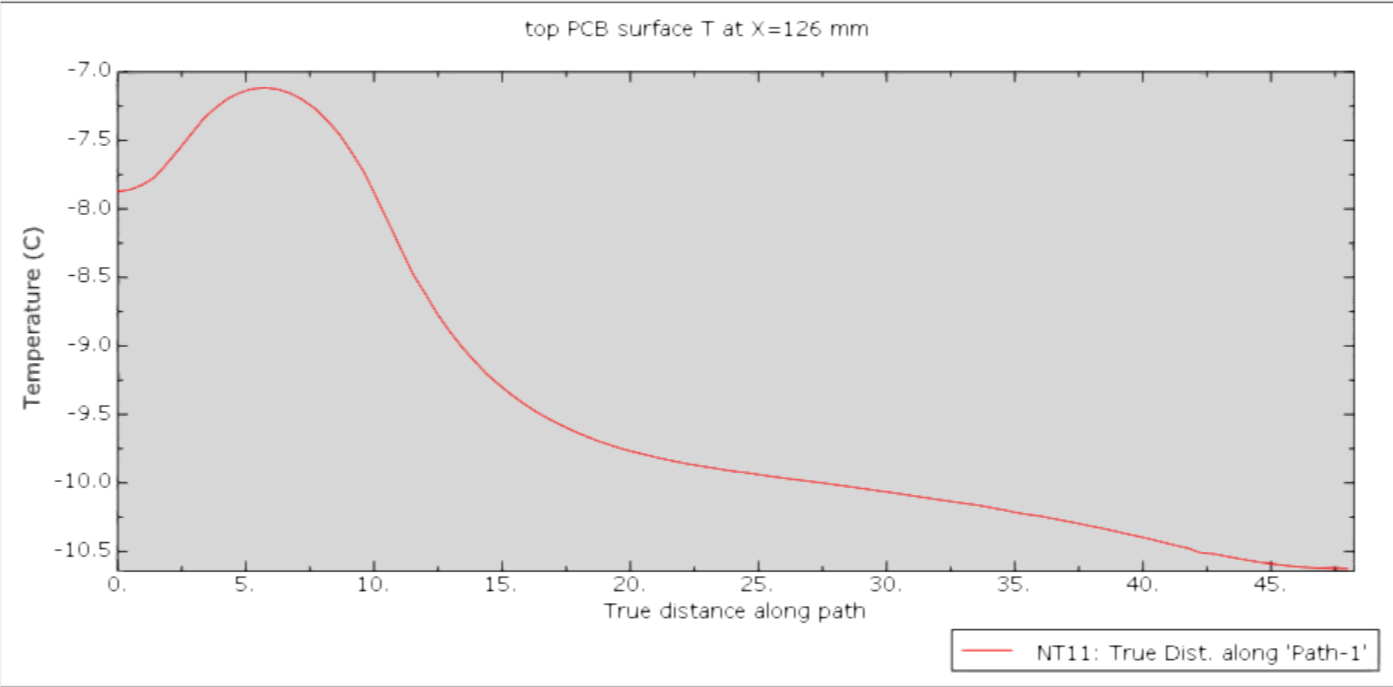 top PCB surface T at X=126 mm
-7.0
-7.5
-8.0
-8.5
-9.0
-9.5
-10.0
-10.5
Temperature (C)
0. 5. 10. 15. 20. 25. 30. 35. 40. 45.
True distance along path
NT11: True Dist. along 'Path-1'